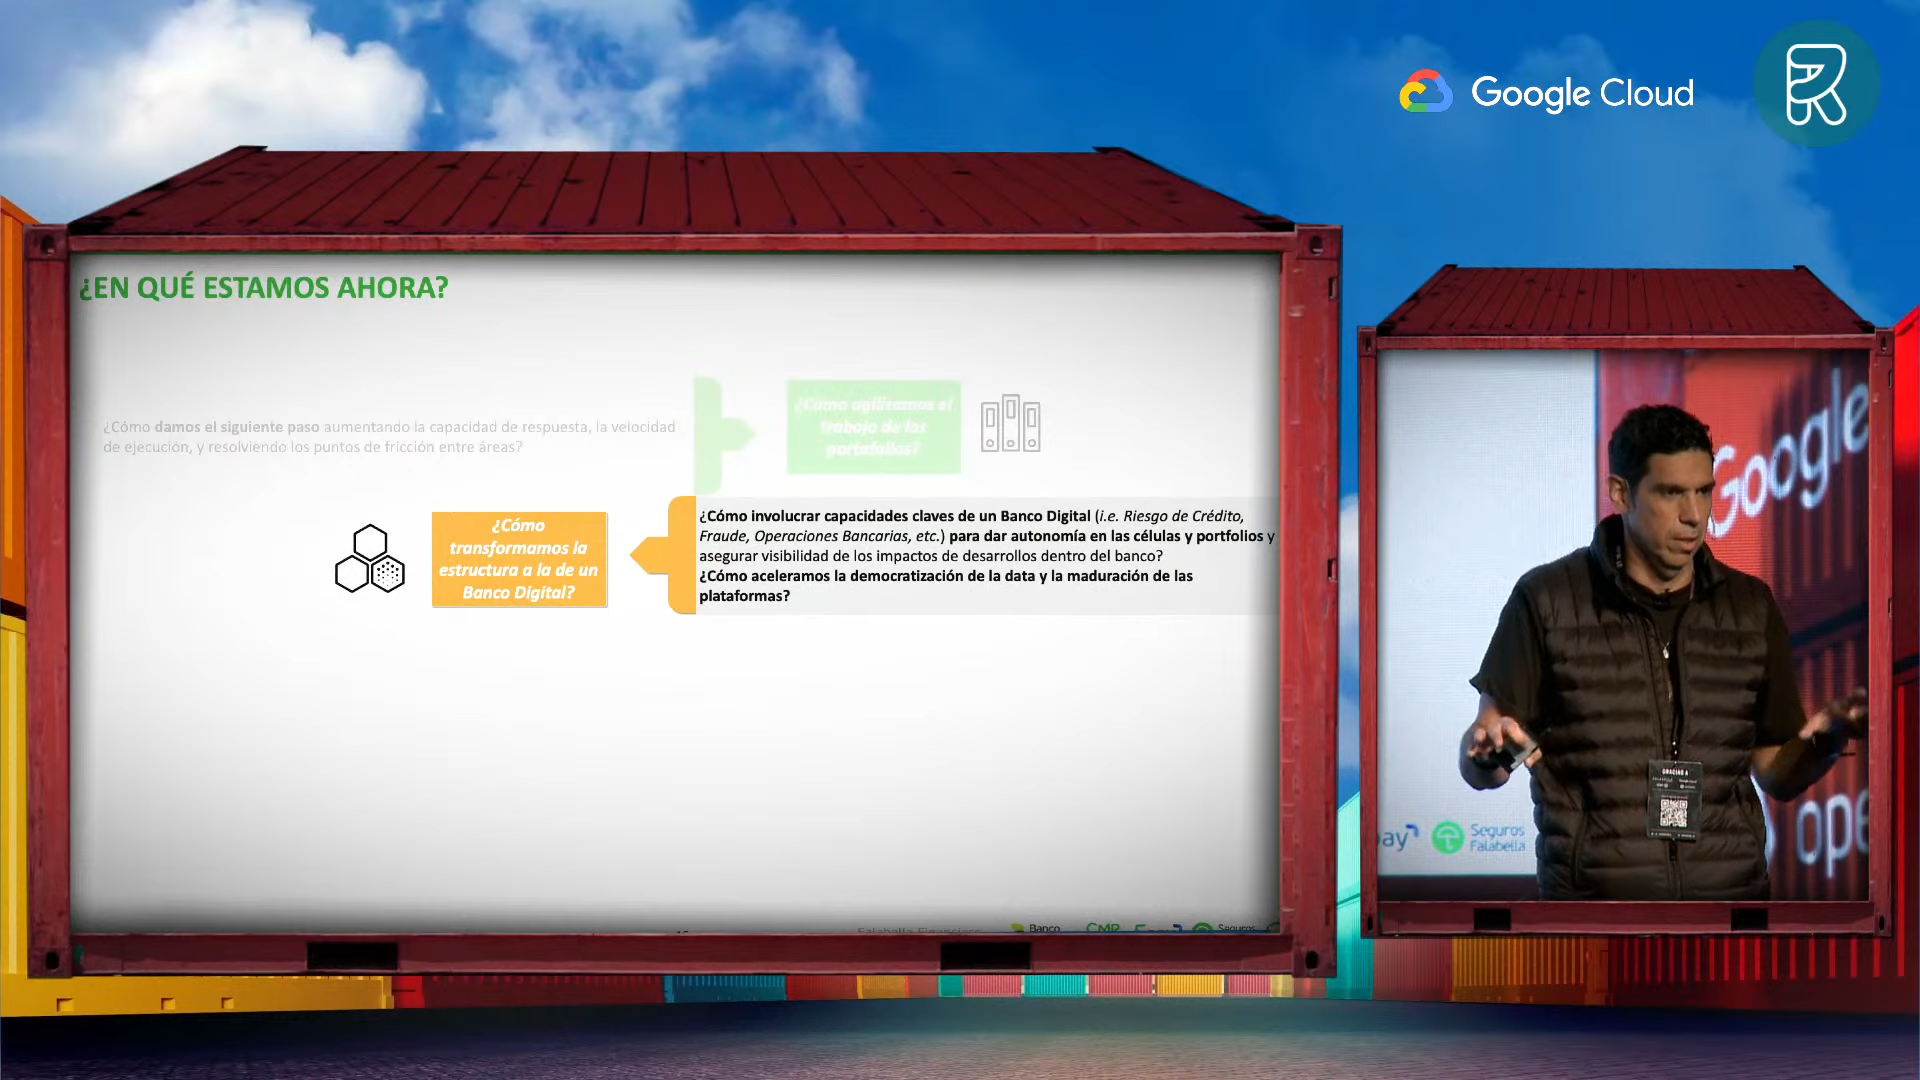 Google Cloud
¿EN QUÉ ESTAMOS AHORA?
¿Cómo damos el siguiente paso aumentando la capacidad de respuesta, la velocidad
de ejecución, y resolviendo los puntos de fricción entre áreas?
¿Cómo agilizamos el
trabajo de los
portafolios?
¿Cómo
transformamos la
estructura a la de un
Banco Digital?
¿Cómo involucrar capacidades claves de un Banco Digital (i.e. Riesgo de Crédito,
Fraude, Operaciones Bancarias, etc.) para dar autonomía en las células y portfolios y
asegurar visibilidad de los impactos de desarrollos dentro del banco?
¿Cómo aceleramos la democratización de la data y la maduración de las
plataformas?
Banco
CMR
Seguros
Google
ope
GRACIAS A
pay
Seguros
Falabella